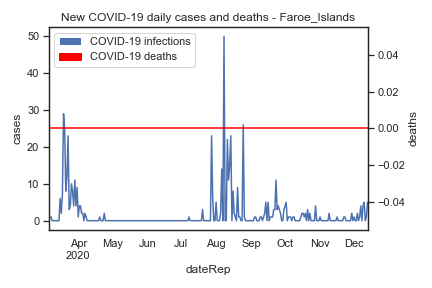 New COVID-19 daily cases and deaths - Faroe_Islands
COVID-19 infections
COVID-19 deaths
50
40
30
20
10
0
cases
0.04
0.02
0.00
−0.02
−0.04
deaths
Apr May Jun Jul Aug Sep Oct Nov Dec
2020
dateRep